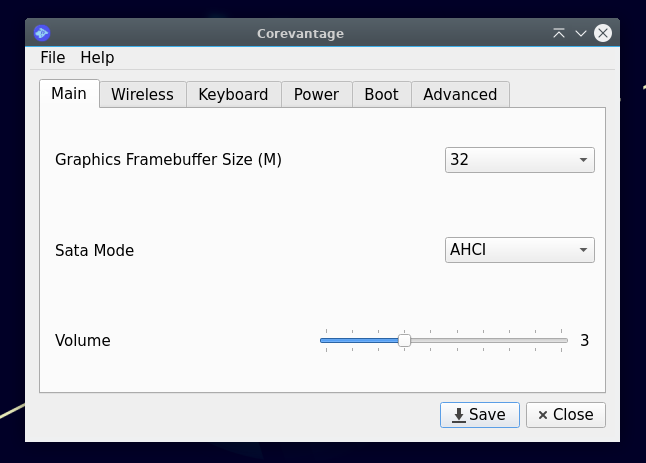 Corevantage
File Help
Main Wireless Keyboard Power Boot Advanced
Graphics Framebuffer Size (M) 32
Sata Mode AHCI
Volume 3
Save Close